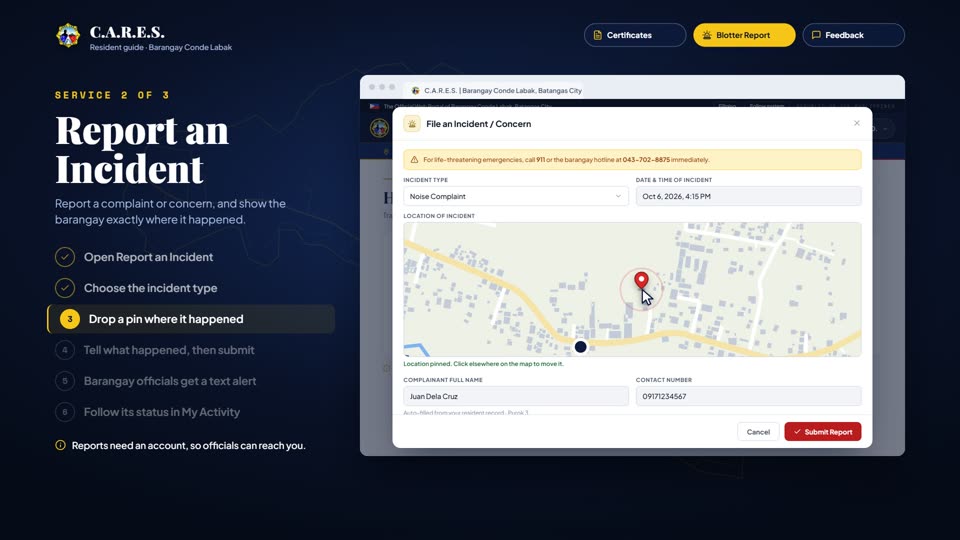 C.A.R.E.S.
Resident guide · Barangay Conde Labak
Certificates
Blotter Report
Feedback
SERVICE 2 OF 3
Report an
Incident
Report a complaint or concern, and show the
barangay exactly where it happened.
Open Report an Incident
Choose the incident type
3 Drop a pin where it happened
4 Tell what happened, then submit
5 Barangay officials get a text alert
6 Follow its status in My Activity
Reports need an account, so officials can reach you.
C.A.R.E.S. | Barangay Conde Labak, Batangas City
File an Incident / Concern
For life-threatening emergencies, call 911 or the barangay hotline at 043-702-8875 immediately.
INCIDENT TYPE
DATE & TIME OF INCIDENT
Noise Complaint
Oct 6, 2026, 4:15 PM
LOCATION OF INCIDENT
Location pinned. Click elsewhere on the map to move it.
COMPLAINANT FULL NAME
CONTACT NUMBER
Juan Dela Cruz
09171234567
Auto-filled from your resident record · Purok 3
Cancel
Submit Report